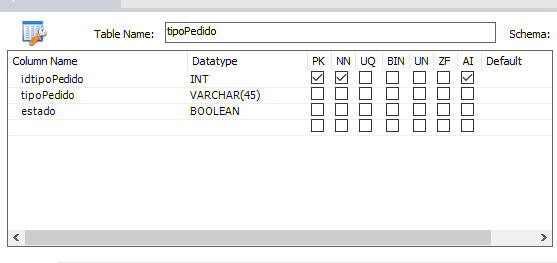 Table Name: tipoPedido Schema:
Column Name Datatype PK NN UQ BIN UN ZF AI Default
idtipoPedido INT
tipoPedido VARCHAR(45)
estado BOOLEAN